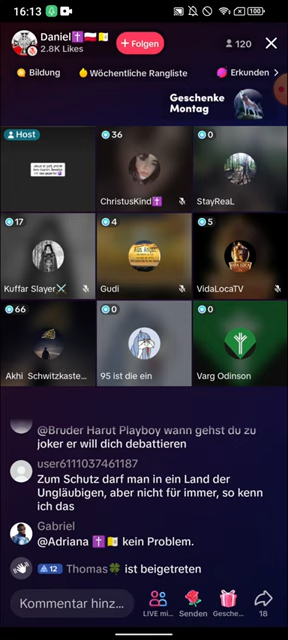 16:13
100
Daniel✝️🇵🇱🇻🇦
2.8K Likes
+ Folgen
120
Bildung
Wöchentliche Rangliste
Erkunden
Geschenke
Montag
Host
36
0
ChristusKind✝️
StayReaL
17
4
5
Kuffar Slayer⚔️
Gudi
VidaLocaTV
66
0
0
Akhi Schwitzkaste...
95 ist die ein
Varg Odinson
@Bruder Harut Playboy wann gehst du zu
joker er will dich debattieren
user6111037461187
Zum Schutz darf man in ein Land der
Ungläubigen, aber nicht für immer, so kenn
ich das
Gabriel
@Adriana ✝️🇻🇦 kein Problem.
12 Thomas🍀 ist beigetreten
Kommentar hinz...
LIVE mi...
Senden
Gesche...
18